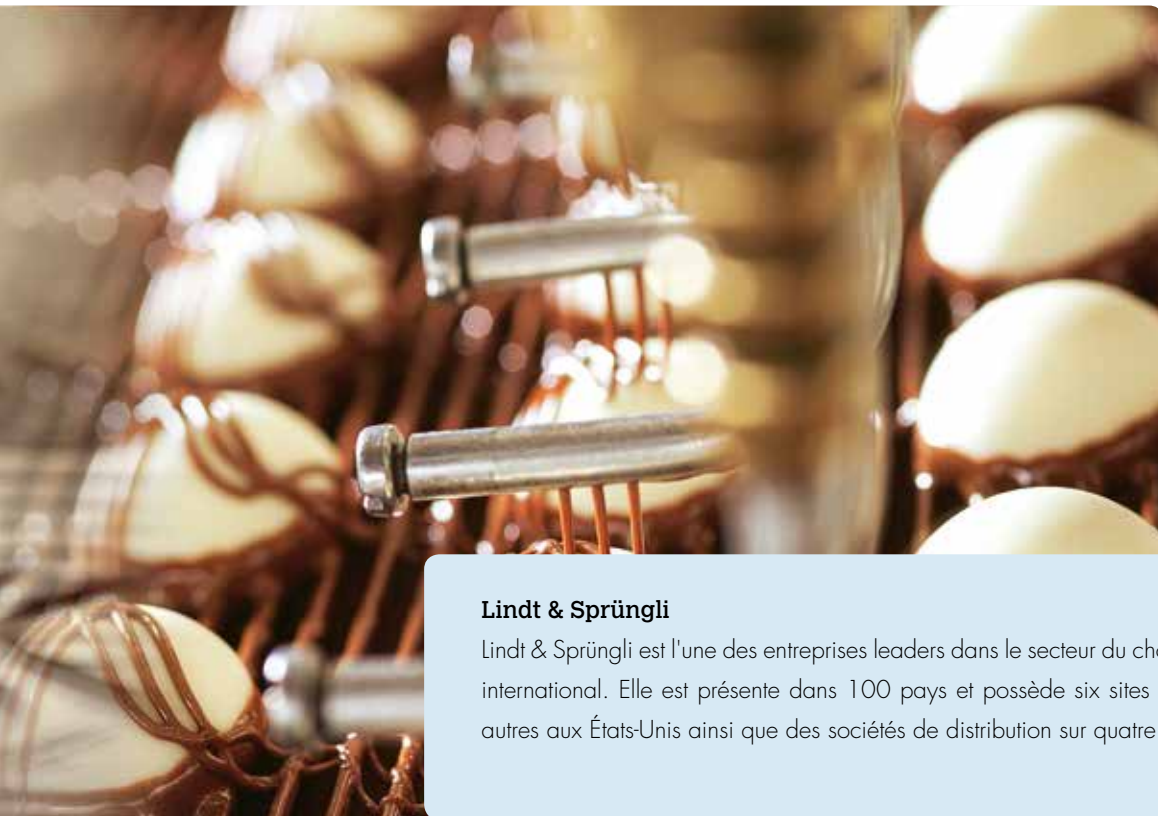 Lindt & Sprüngli
Lindt & Sprüngli est l'une des entreprises leaders dans le secteur du
international. Elle est présente dans 100 pays et possède six sites
autres aux États-Unis ainsi que des sociétés de distribution sur quatre